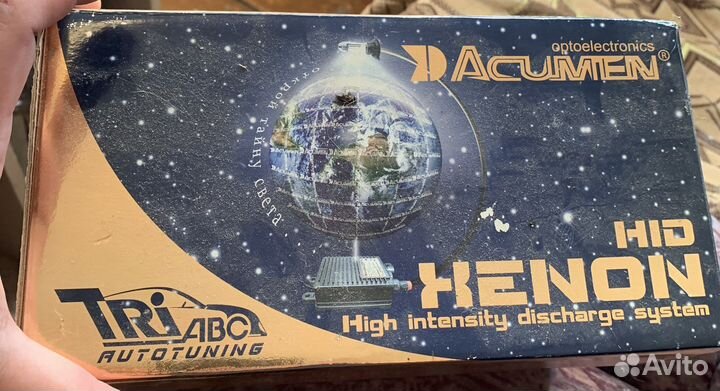 optoelectronics
ACUMEN®
открой тайну света.
HID
XENON
High intensity discharge system
TRI ABC
AUTOTUNING
Avito